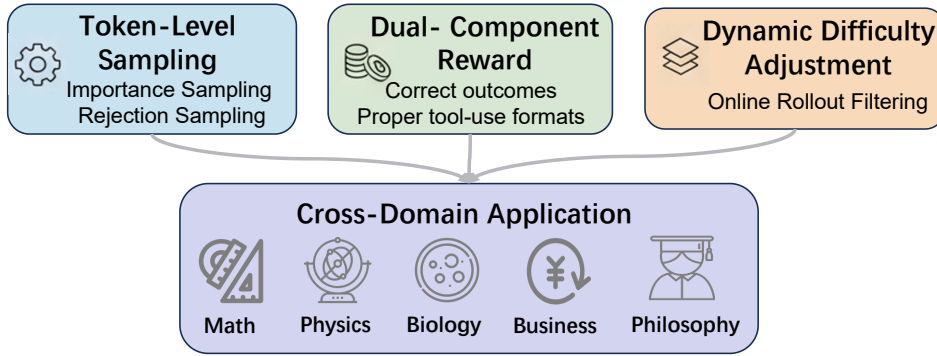 Token-Level
Sampling
Importance Sampling
Rejection Sampling
Dual- Component
Reward
Correct outcomes
Proper tool-use formats
Dynamic Difficulty
Adjustment
Online Rollout Filtering
Cross-Domain Application
¥
Math
Physics
Biology
Business
Philosophy